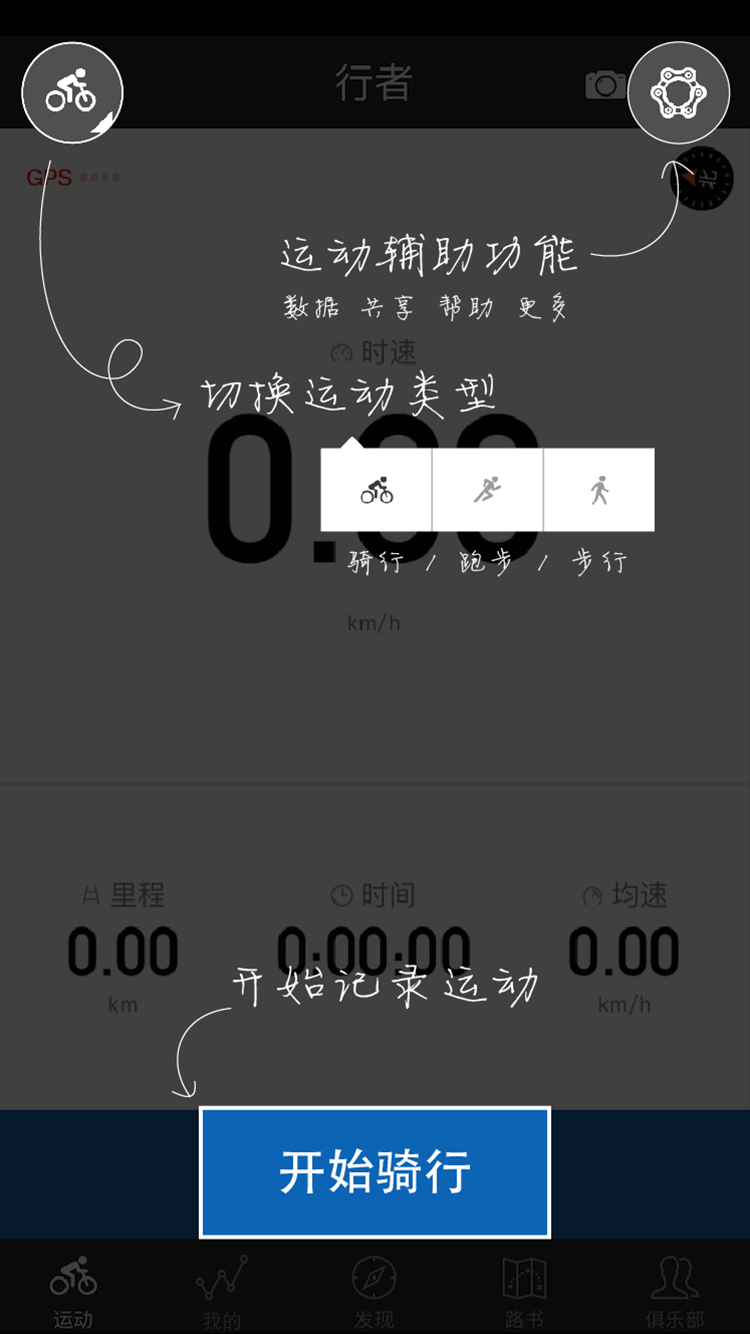 行者
GPS
北
运动辅助功能
数据 共享 帮助 更多
时速
切换运动类型
0.00
骑行 / 跑步 / 步行
km/h
里程 时间 均速
0.00 0:00:00 0.00
开始记录运动
km km/h
开始骑行
运动 我的 发现 路书 俱乐部